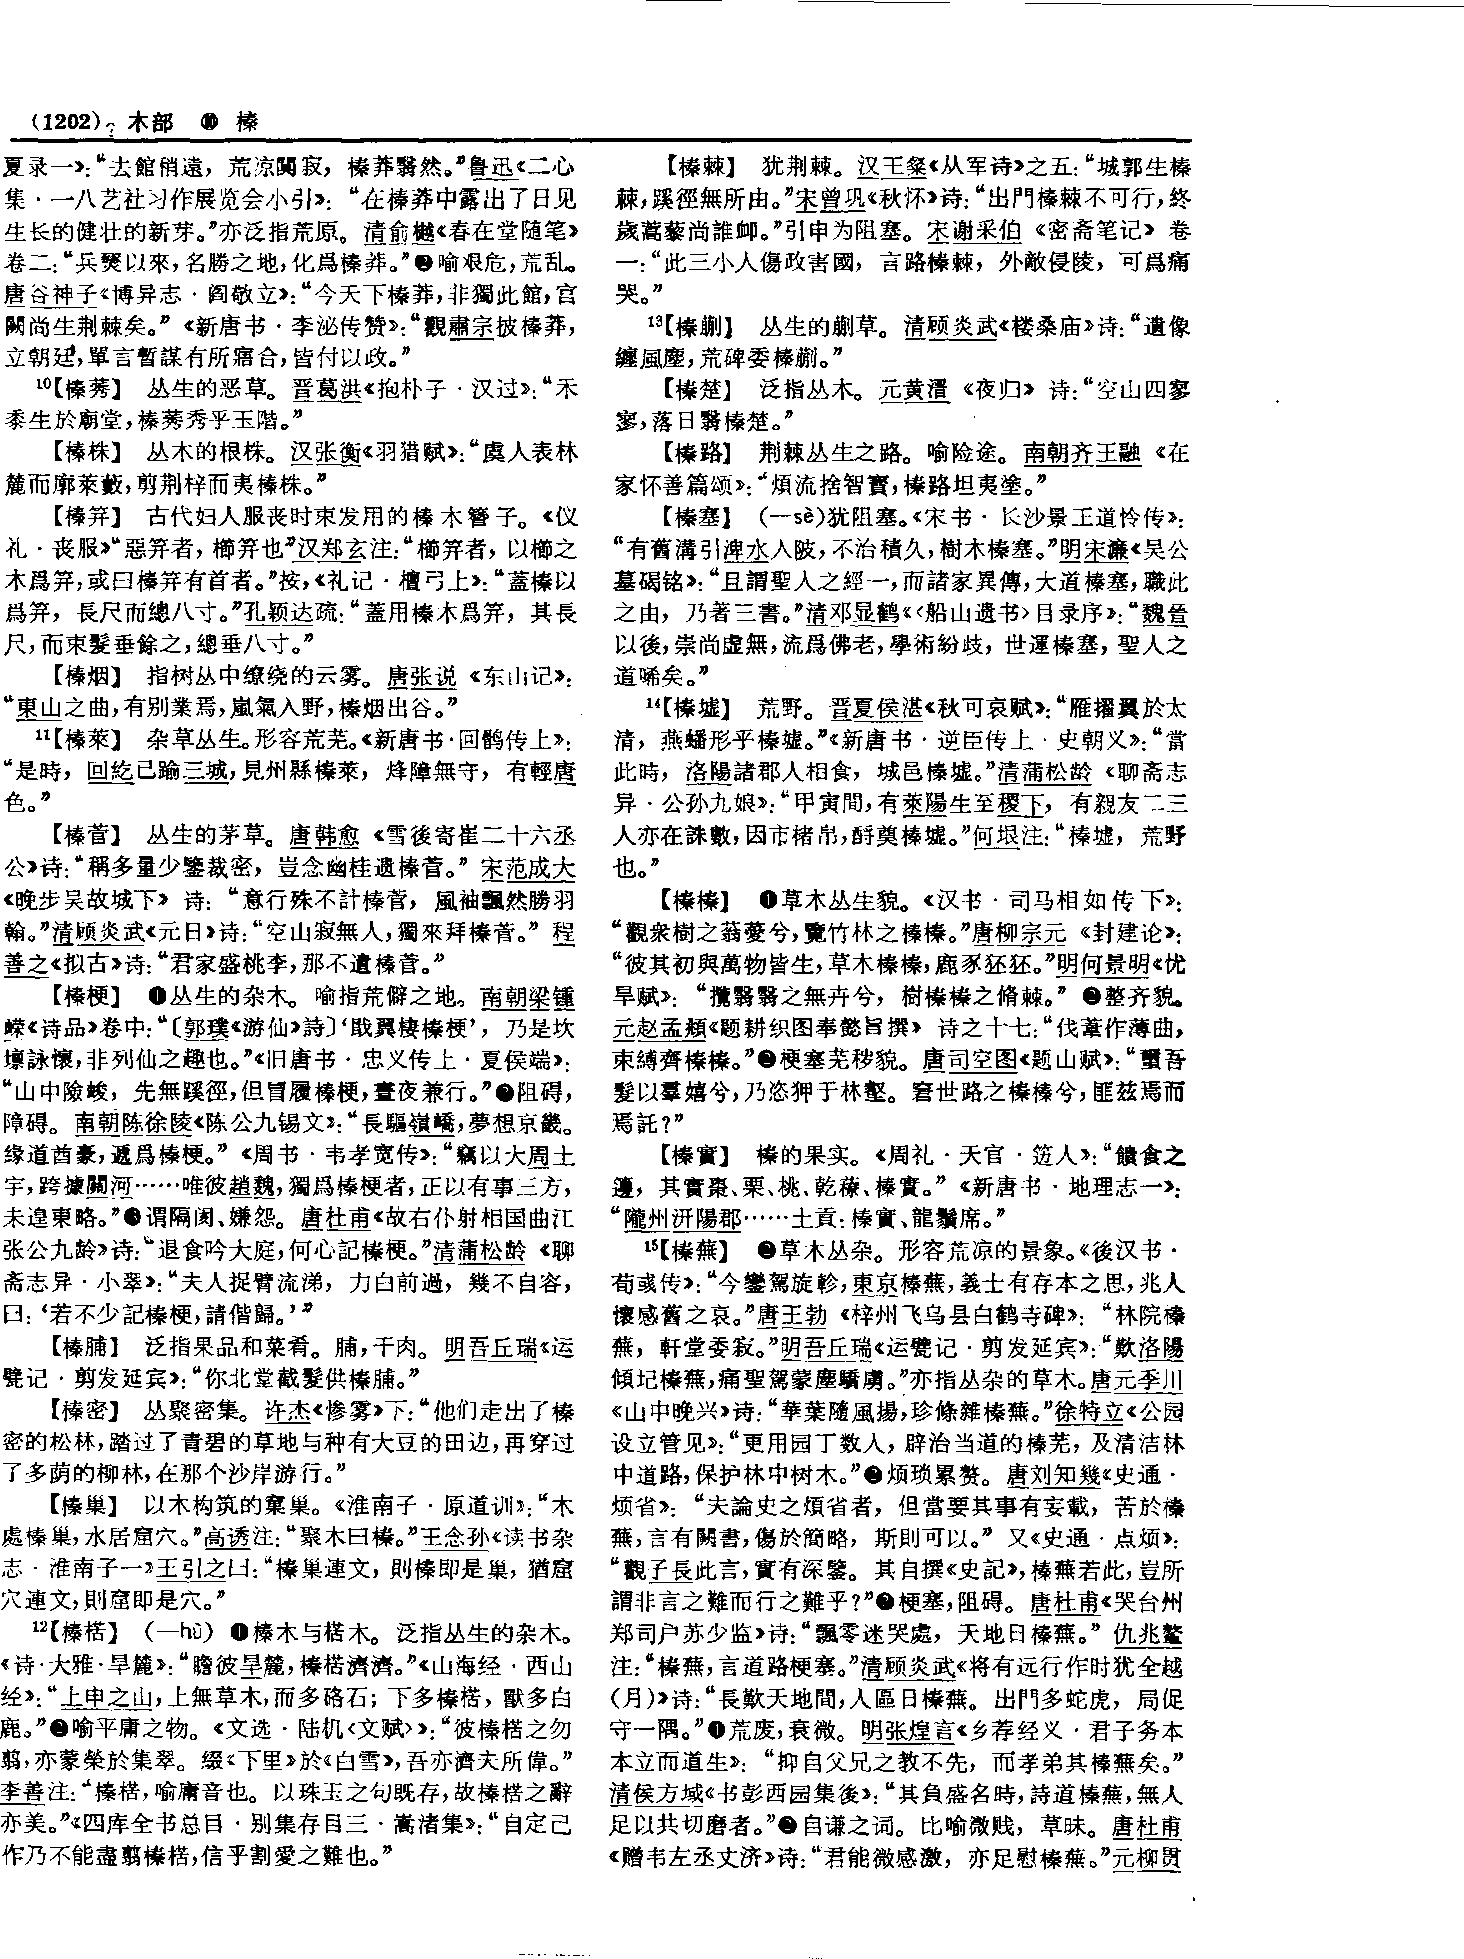 (1202) 木部 ⑩ 榛
夏录一》：“去館稍遠，荒凉闃寂，榛莽翳然。”鲁迅《二心
集·一八艺社习作展览会小引》：“在榛莽中露出了日见
生长的健壮的新芽。”亦泛指荒原。清俞樾《春在堂随笔》
卷二：“兵燹以來，名勝之地，化爲榛莽。”❷喻艰危，荒乱。
唐谷神子《博异志·阎敬立》：“今天下榛莽，非獨此館，宫
闕尚生荆棘矣。”《新唐书·李泌传赞》：“觀肅宗披榛莽，
立朝廷，單言暫謀有所寤合，皆付以政。”
10【榛莠】 丛生的恶草。晋葛洪《抱朴子·汉过》：“禾
黍生於廟堂，榛莠秀乎玉階。”
【榛株】 丛木的根株。汉张衡《羽猎赋》：“虞人表林
麓而廓萊藪，剪荆梓而夷榛株。”
【榛笄】 古代妇人服丧时束发用的榛木簪子。《仪
礼·丧服》“惡笄者，櫛笄也”汉郑玄注：“櫛笄者，以櫛之
木爲笄，或曰榛笄有首者。”按，《礼记·檀弓上》：“蓋榛以
爲笄，長尺而總八寸。”孔颖达疏：“蓋用榛木爲笄，其長
尺，而束髮垂餘之，總垂八寸。”
【榛烟】 指树丛中缭绕的云雾。唐张说《东山记》：
“東山之曲，有别業焉，嵐氣入野，榛烟出谷。”
11【榛萊】 杂草丛生。形容荒芜。《新唐书·回鹘传上》：
“是時，回紇已踰三城，見州縣榛萊，烽障無守，有輕唐
色。”
【榛菅】 丛生的茅草。唐韩愈《雪後寄崔二十六丞
公》诗：“稱多量少鑒裁密，豈念幽桂遺榛菅。”宋范成大
《晚步吴故城下》诗：“意行殊不計榛菅，風袖飄然勝羽
翰。”清顾炎武《元日》诗：“空山寂無人，獨來拜榛菅。”程
善之《拟古》诗：“君家盛桃李，那不遺榛菅。”
【榛梗】 ❶丛生的杂木。喻指荒僻之地。南朝梁锺
嵘《诗品》卷中：“〔郭璞《游仙》詩〕‘戢翼棲榛梗’，乃是坎
壈詠懷，非列仙之趣也。”《旧唐书·忠义传上·夏侯端》：
“山中險峻，先無蹊徑，但冒履榛梗，晝夜兼行。”❷阻碍，
障碍。南朝陈徐陵《陈公九锡文》：“長驅嶺嶠，夢想京畿。
缘道酋豪，遞爲榛梗。”《周书·韦孝宽传》：“竊以大周土
宇，跨據關河……唯彼趙魏，獨爲榛梗者，正以有事三方，
未遑東略。”❸谓隔阂、嫌怨。唐杜甫《故右仆射相国曲江
张公九龄》诗：“退食吟大庭，何心記榛梗。”清蒲松龄《聊
斋志异·小翠》：“夫人捉臂流涕，力白前過，幾不自容，
曰：‘若不少記榛梗，請偕歸。’”
【榛脯】 泛指果品和菜肴。脯，干肉。明吾丘瑞《运
甓记·剪发延宾》：“你北堂截髮供榛脯。”
【榛密】 丛聚密集。许杰《惨雾》下：“他们走出了榛
密的松林，踏过了青碧的草地与种有大豆的田边，再穿过
了多荫的柳林，在那个沙岸游行。”
【榛巢】 以木构筑的窠巢。《淮南子·原道训》：“木
處榛巢，水居窟穴。”高诱注：“聚木曰榛。”王念孙《读书杂
志·淮南子一》王引之曰：“榛巢連文，則榛即是巢，猶窟
穴連文，則窟即是穴。”
12【榛楛】 （—hù）❶榛木与楛木。泛指丛生的杂木。
《诗·大雅·旱麓》：“瞻彼旱麓，榛楛濟濟。”《山海经·西山
经》：“上申之山，上無草木，而多硌石；下多榛楛，獸多白
鹿。”❷喻平庸之物。《文选·陆机〈文赋〉》：“彼榛楛之勿
翦，亦蒙榮於集翠。綴《下里》於《白雪》，吾亦濟夫所偉。”
李善注：“榛楛，喻庸音也。以珠玉之句既存，故榛楛之辭
亦美。”《四库全书总目·别集存目三·嵩渚集》：“自定己
作乃不能盡翦榛楛，信乎割愛之難也。”
【榛棘】 犹荆棘。汉王粲《从军诗》之五：“城郭生榛
棘，蹊徑無所由。”宋曾巩《秋怀》诗：“出門榛棘不可行，終
歲蒿藜尚誰卹。”引申为阻塞。宋谢采伯《密斋笔记》卷
一：“此三小人傷政害國，言路榛棘，外敵侵陵，可爲痛
哭。”
13【榛蒯】 丛生的蒯草。清顾炎武《楼桑庙》诗：“遺像
纏風塵，荒碑委榛蒯。”
【榛楚】 泛指丛木。元黄溍《夜归》诗：“空山四寥
寥，落日翳榛楚。”
【榛路】 荆棘丛生之路。喻险途。南朝齐王融《在
家怀善篇颂》：“煩流捨智寶，榛路坦夷塗。”
【榛塞】 （—sè）犹阻塞。《宋书·长沙景王道怜传》：
“有舊溝引淠水入陂，不治積久，樹木榛塞。”明宋濂《吴公
墓碣铭》：“且謂聖人之經一，而諸家異傳，大道榛塞，職此
之由，乃著三書。”清邓显鹤《〈船山遗书〉目录序》：“魏晉
以後，崇尚虚無，流爲佛老，學術紛歧，世運榛塞，聖人之
道晞矣。”
14【榛墟】 荒野。晋夏侯湛《秋可哀赋》：“雁擢翼於太
清，燕蟠形乎榛墟。”《新唐书·逆臣传上·史朝义》：“當
此時，洛陽諸郡人相食，城邑榛墟。”清蒲松龄《聊斋志
异·公孙九娘》：“甲寅間，有萊陽生至稷下，有親友二三
人亦在誅數，因市楮帛，酹奠榛墟。”何垠注：“榛墟，荒野
也。”
【榛榛】 ❶草木丛生貌。《汉书·司马相如传下》：
“觀衆樹之蓊薆兮，覽竹林之榛榛。”唐柳宗元《封建论》：
“彼其初與萬物皆生，草木榛榛，鹿豕狉狉。”明何景明《忧
旱赋》：“攬翳翳之無卉兮，樹榛榛之脩棘。”❷整齐貌。
元赵孟頫《题耕织图奉懿旨撰》诗之十七：“伐葦作薄曲，
束縛齊榛榛。”❸梗塞芜秽貌。唐司空图《题山赋》：“蠒吾
髮以羣嬉兮，乃恣狎于林壑。窘世路之榛榛兮，匪兹焉而
焉託？”
【榛實】 榛的果实。《周礼·天官·笾人》：“饋食之
籩，其實棗、栗、桃、乾䕩、榛實。”《新唐书·地理志一》：
“隴州汧陽郡……土貢：榛實、龍鬚席。”
15【榛蕪】 ❶草木丛杂。形容荒凉的景象。《後汉书·
荀彧传》：“今鑾駕旋軫，東京榛蕪，義士有存本之思，兆人
懷感舊之哀。”唐王勃《梓州飞乌县白鹤寺碑》：“林院榛
蕪，軒堂委寂。”明吾丘瑞《运甓记·剪发延宾》：“歎洛陽
傾圮榛蕪，痛聖駕蒙塵驕虜。”亦指丛杂的草木。唐元季川
《山中晚兴》诗：“華葉隨風揚，珍條雜榛蕪。”徐特立《公园
设立管见》：“更用园丁数人，辟治当道的榛芜，及清洁林
中道路，保护林中树木。”❷烦琐累赘。唐刘知幾《史通·
烦省》：“夫論史之煩省者，但當要其事有妄載，苦於榛
蕪，言有闕書，傷於簡略，斯則可以。”又《史通·点烦》：
“觀子長此言，實有深鑒。其自撰《史記》，榛蕪若此，豈所
謂非言之難而行之難乎？”❸梗塞，阻碍。唐杜甫《哭台州
郑司户苏少监》诗：“飄零迷哭處，天地日榛蕪。”仇兆鳌
注：“榛蕪，言道路梗塞。”清顾炎武《将有远行作时犹全越
（月）》诗：“長歎天地間，人區日榛蕪。出門多蛇虎，局促
守一隅。”❹荒废，衰微。明张煌言《乡荐经义·君子务本
本立而道生》：“抑自父兄之教不先，而孝弟其榛蕪矣。”
清侯方域《书彭西园集後》：“其負盛名時，詩道榛蕪，無人
足以共切磨者。”❺自谦之词。比喻微贱，草昧。唐杜甫
《赠韦左丞丈济》诗：“君能微感激，亦足慰榛蕪。”元柳贯